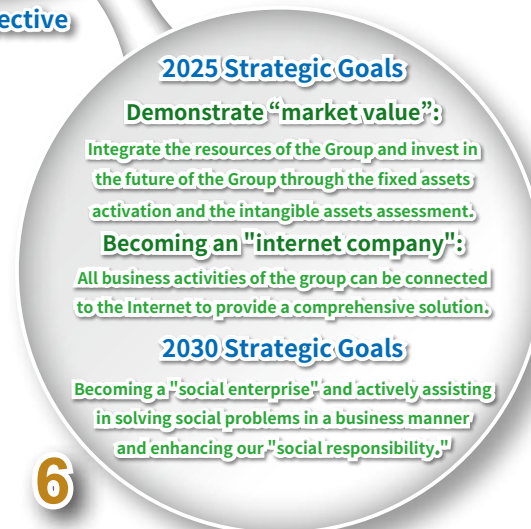 2025 Strategic Goals
Demonstrate “market value”:
Integrate the resources of the Group and invest in
the future of the Group through the fixed assets
activation and the intangible assets assessment.
Becoming an "internet company":
All business activities of the group can be connected
to the Internet to provide a comprehensive solution.
2030 Strategic Goals
Becoming a "social enterprise" and actively assisting
in solving social problems in a business manner
and enhancing our "social responsibility."
6